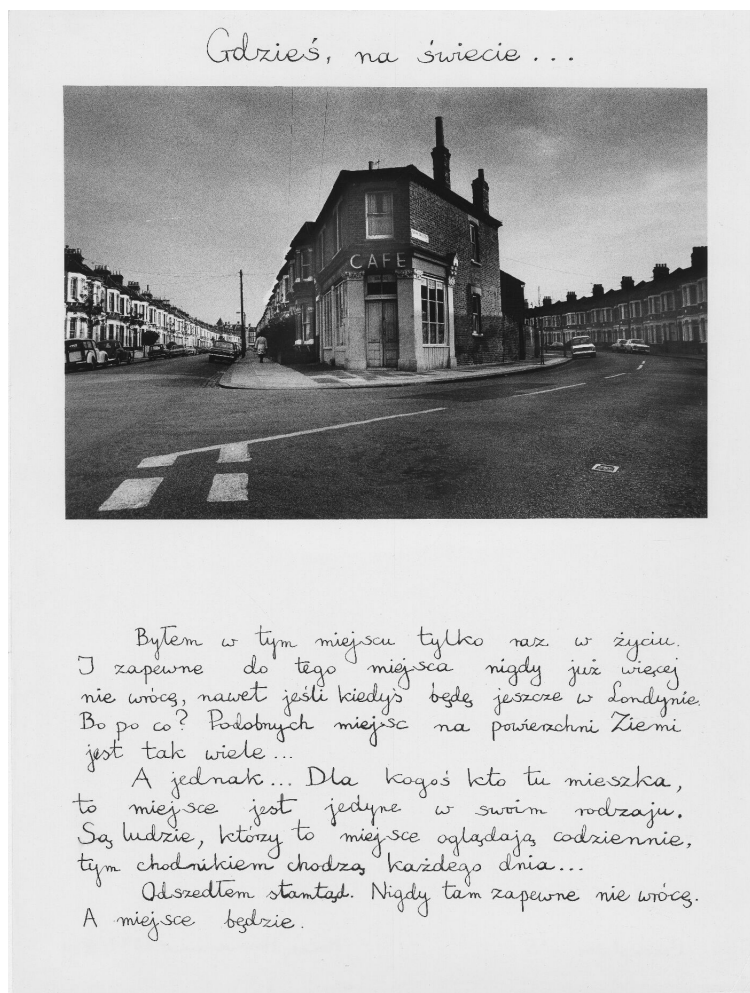 Gdzieś, na świecie...
CAFE
Byłem w tym miejscu tylko raz w życiu.
I zapewne do tego miejsca nigdy już więcej
nie wrócę, nawet jeśli kiedyś będę jeszcze w Londynie.
Bo po co? Podobnych miejsc na powierzchni Ziemi
jest tak wiele...
A jednak... Dla kogoś kto tu mieszka,
to miejsce jest jedyne w swoim rodzaju.
Są ludzie, którzy to miejsce oglądają codziennie,
tym chodnikiem chodzą każdego dnia...
Odszedłem stamtąd. Nigdy tam zapewne nie wrócę.
A miejsce będzie.